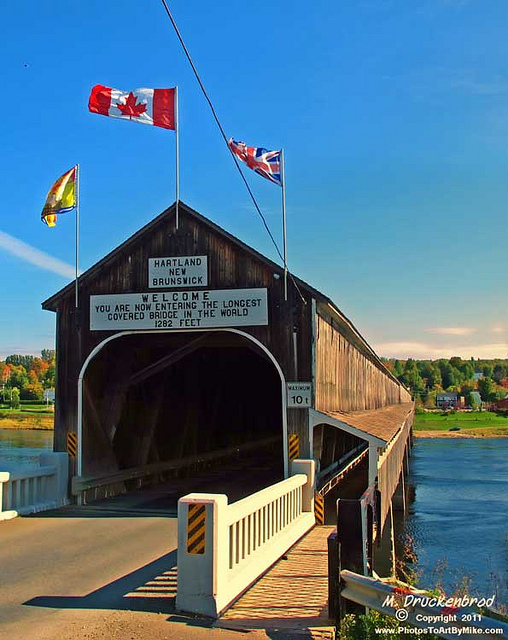 HARTLAND
NEW
BRUNSWICK
WELCOME
YOU ARE NOW ENTERING THE LONGEST
COVERED BRIDGE IN THE WORLD
1282 FEET
MAXIMUM
10 t
M. Druckenbrod
© Copyright 2011
www.PhotosToArtByMike.com